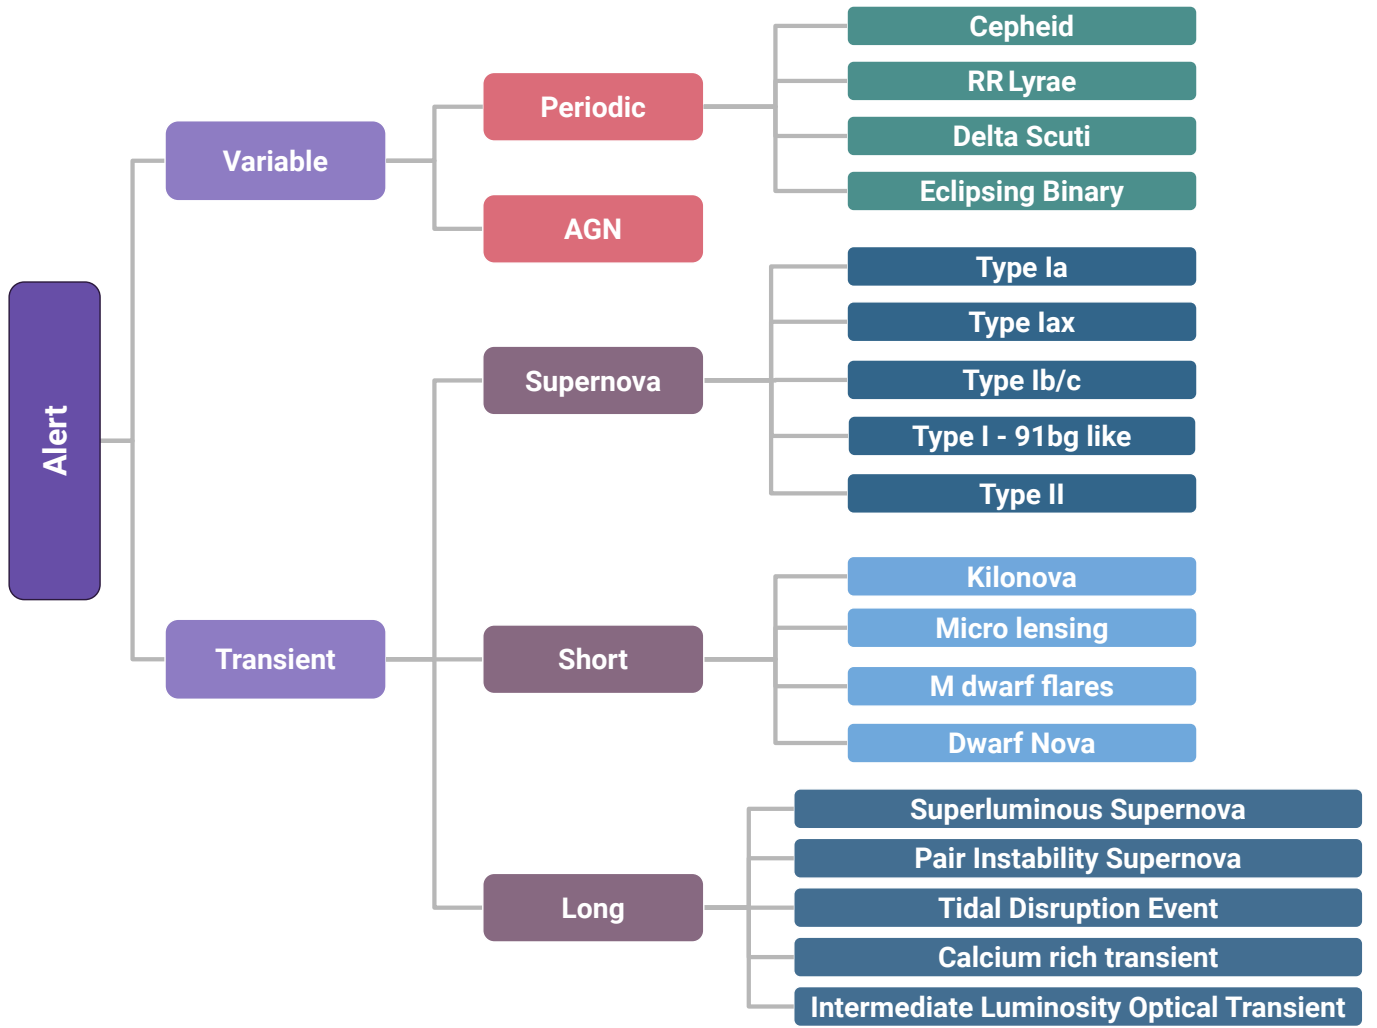 Alert
Variable
Periodic
Cepheid
RR Lyrae
Delta Scuti
Eclipsing Binary
AGN
Transient
Supernova
Type Ia
Type Iax
Type Ib/c
Type I - 91bg like
Type II
Short
Kilonova
Micro lensing
M dwarf flares
Dwarf Nova
Long
Superluminous Supernova
Pair Instability Supernova
Tidal Disruption Event
Calcium rich transient
Intermediate Luminosity Optical Transient